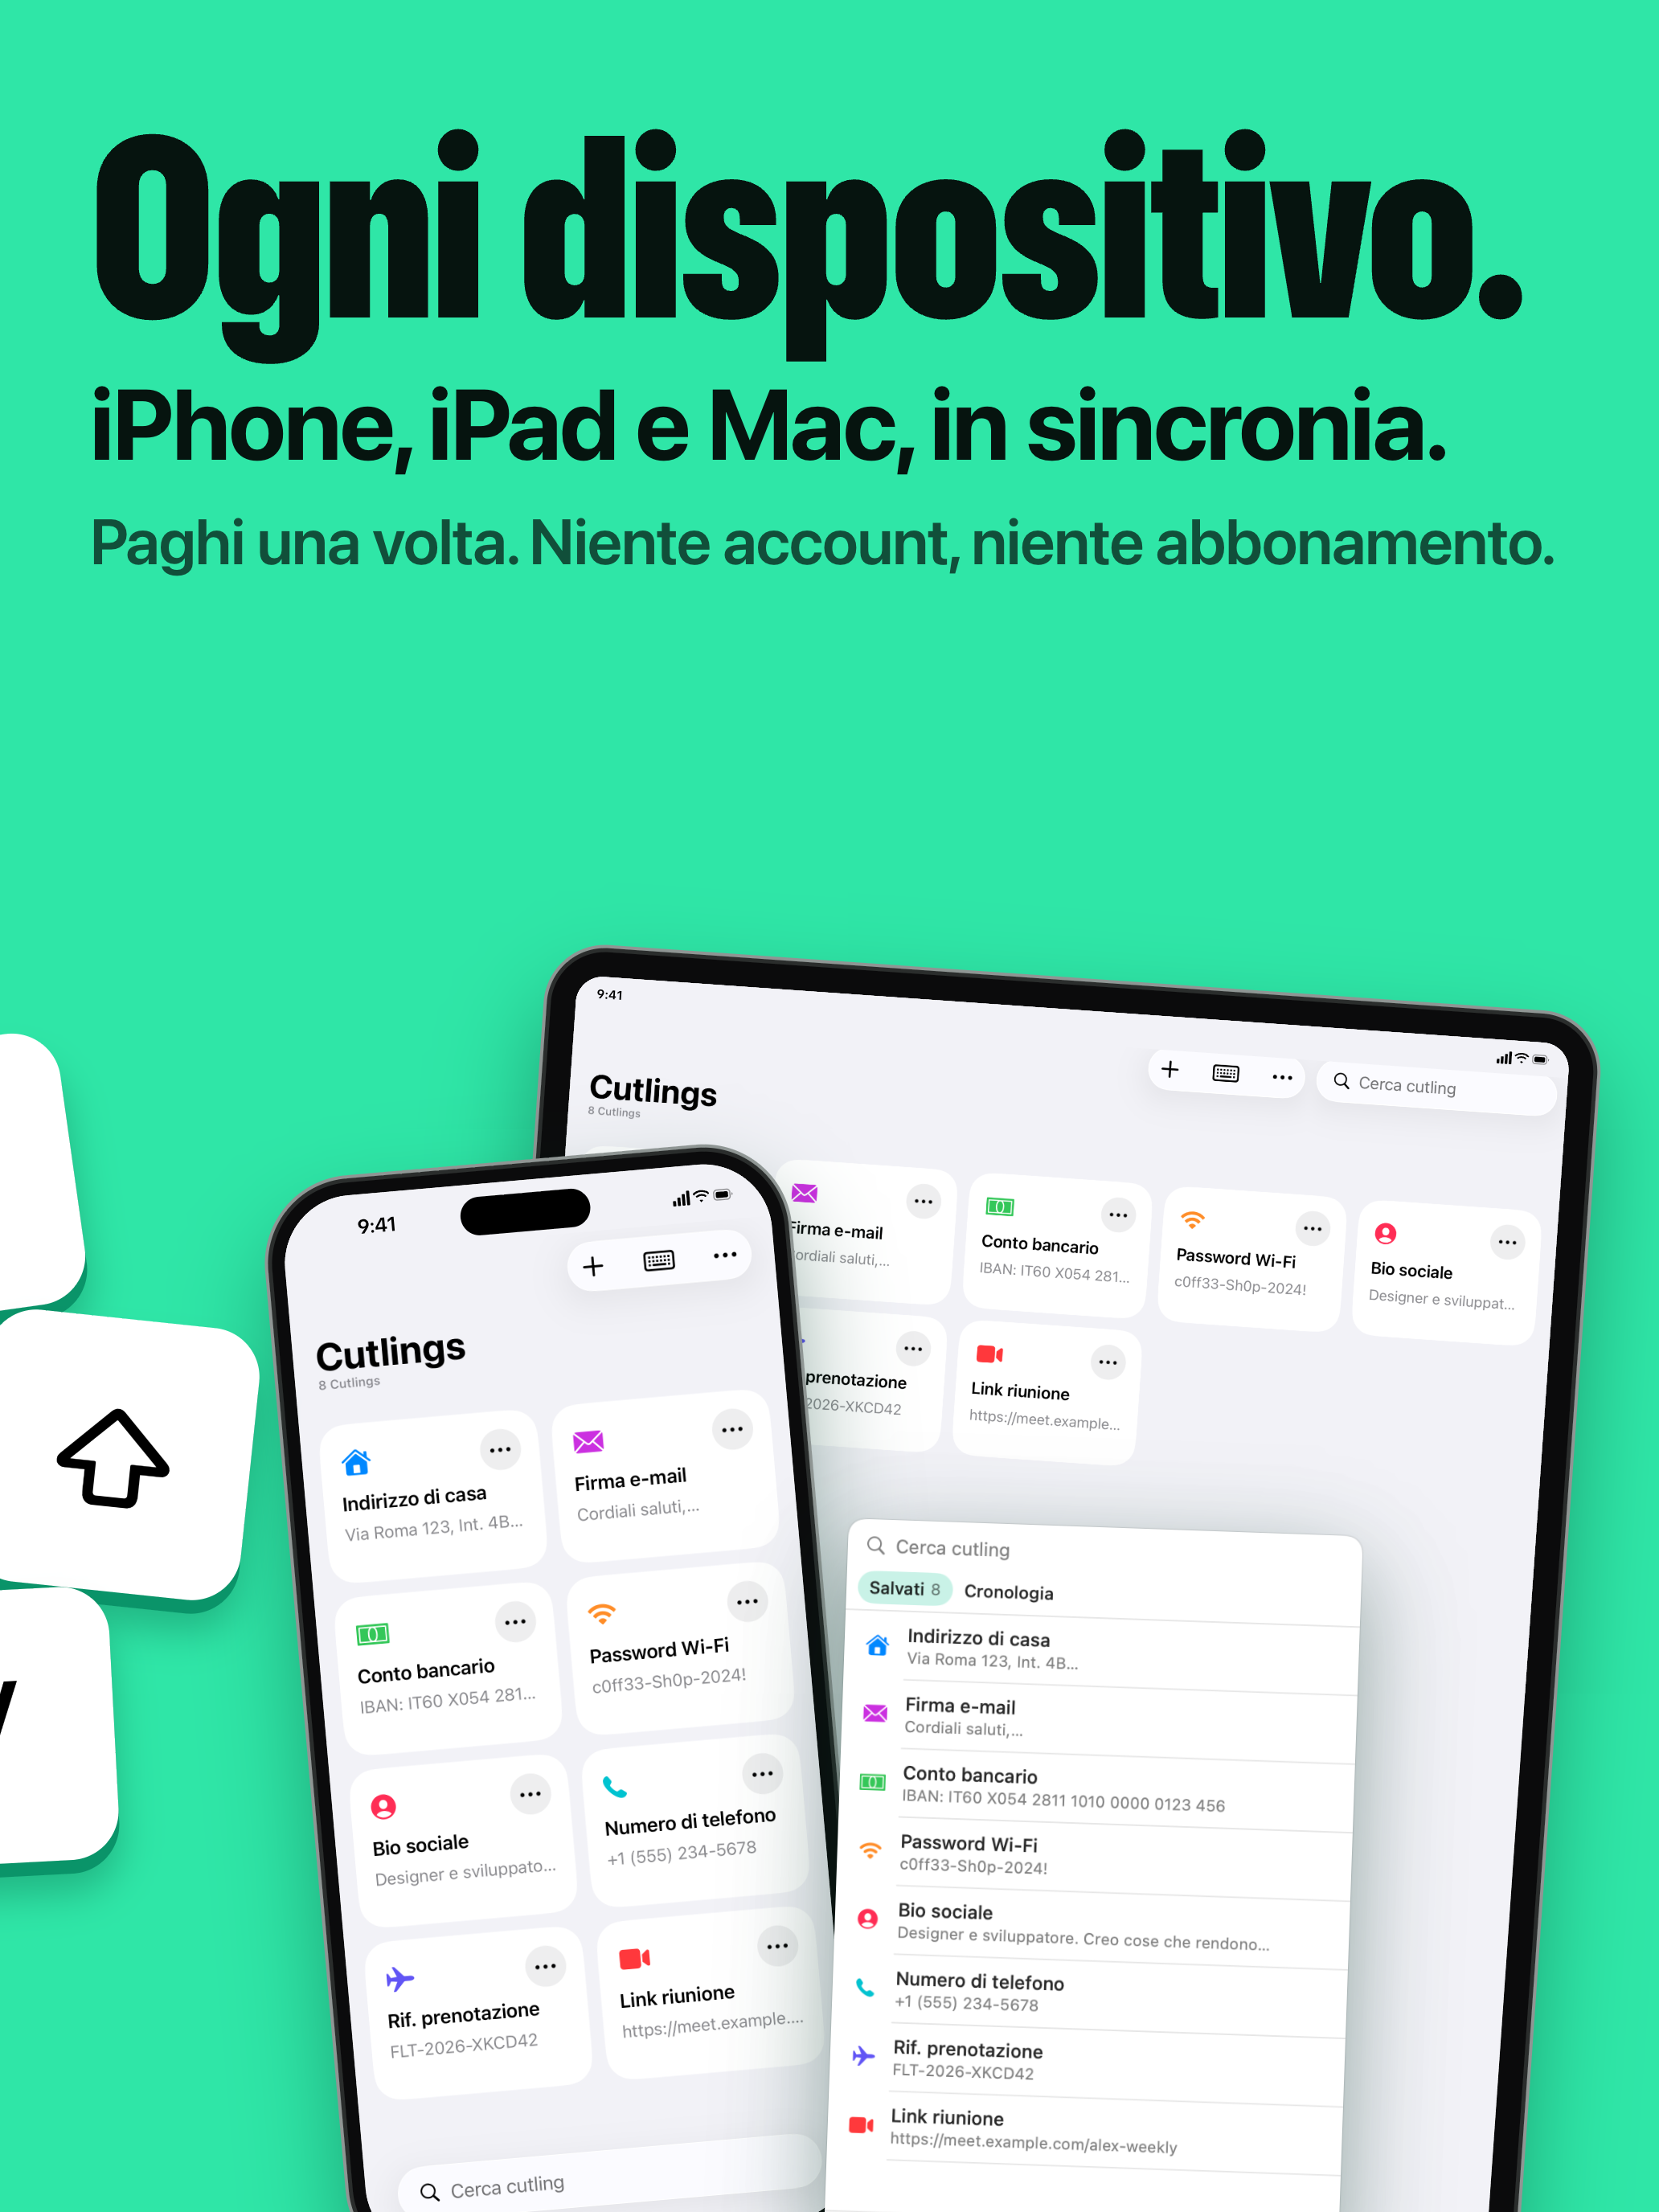 Ogni dispositivo.
iPhone, iPad e Mac, in sincronia.
Paghi una volta. Niente account, niente abbonamento.
9:41
Cutlings
8 Cutlings
Cerca cutling
Firma e-mail
Cordiali saluti,...
Conto bancario
IBAN: IT60 X054 281...
Password Wi-Fi
c0ff33-Sh0p-2024!
Bio sociale
Designer e sviluppat...
prenotazione
2026-XKCD42
Link riunione
https://meet.example...
9:41
Cutlings
8 Cutlings
Indirizzo di casa
Via Roma 123, Int. 4B...
Firma e-mail
Cordiali saluti,...
Conto bancario
IBAN: IT60 X054 281...
Password Wi-Fi
c0ff33-Sh0p-2024!
Bio sociale
Designer e sviluppato...
Numero di telefono
+1 (555) 234-5678
Rif. prenotazione
FLT-2026-XKCD42
Link riunione
https://meet.example....
Cerca cutling
Cerca cutling
Salvati 8 Cronologia
Indirizzo di casa
Via Roma 123, Int. 4B...
Firma e-mail
Cordiali saluti,...
Conto bancario
IBAN: IT60 X054 2811 1010 0000 0123 456
Password Wi-Fi
c0ff33-Sh0p-2024!
Bio sociale
Designer e sviluppatore. Creo cose che rendono...
Numero di telefono
+1 (555) 234-5678
Rif. prenotazione
FLT-2026-XKCD42
Link riunione
https://meet.example.com/alex-weekly